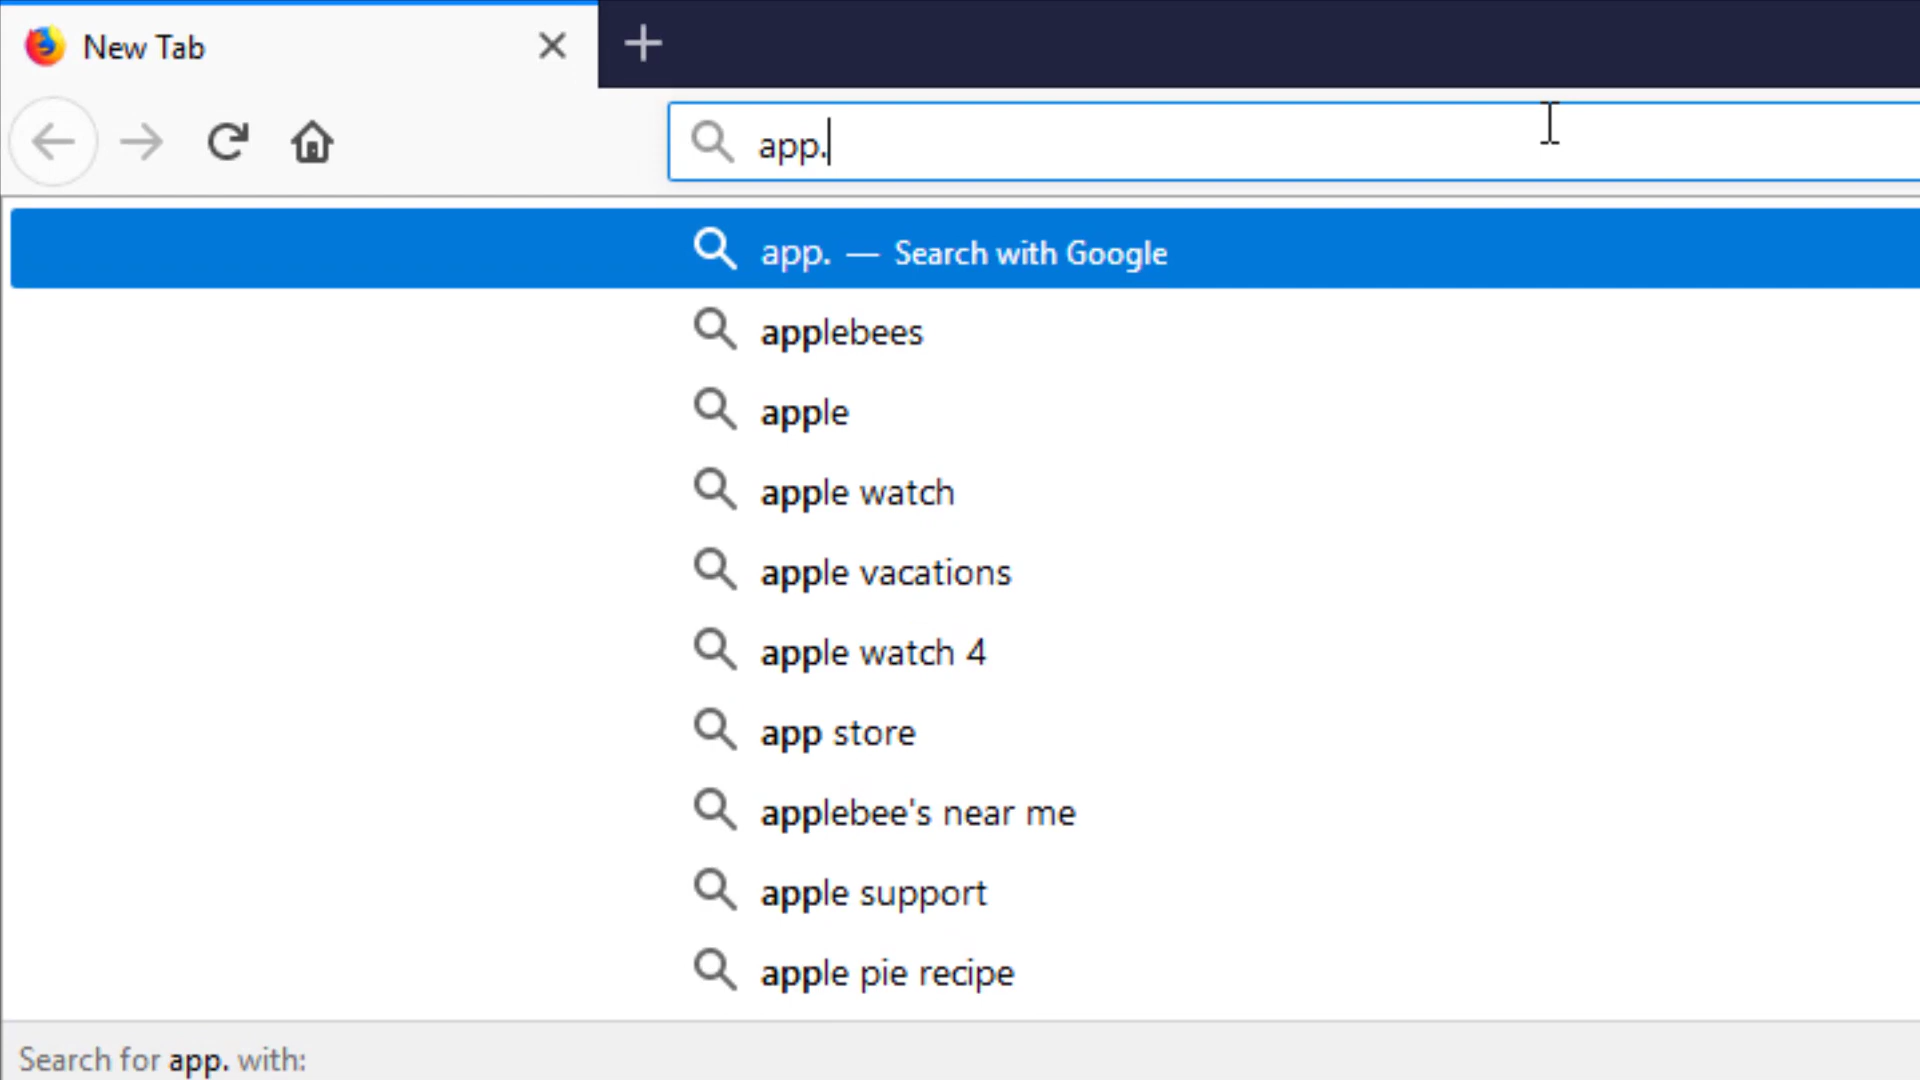 New Tab
app.
app. — Search with Google
applebees
apple
apple watch
apple vacations
apple watch 4
app store
applebee's near me
apple support
apple pie recipe
Search for app. with: